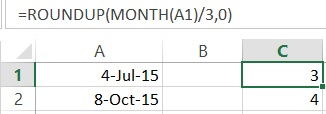 =ROUNDUP(MONTH(A1)/3,0)
A B C
1 4-Jul-15 3
2 8-Oct-15 4